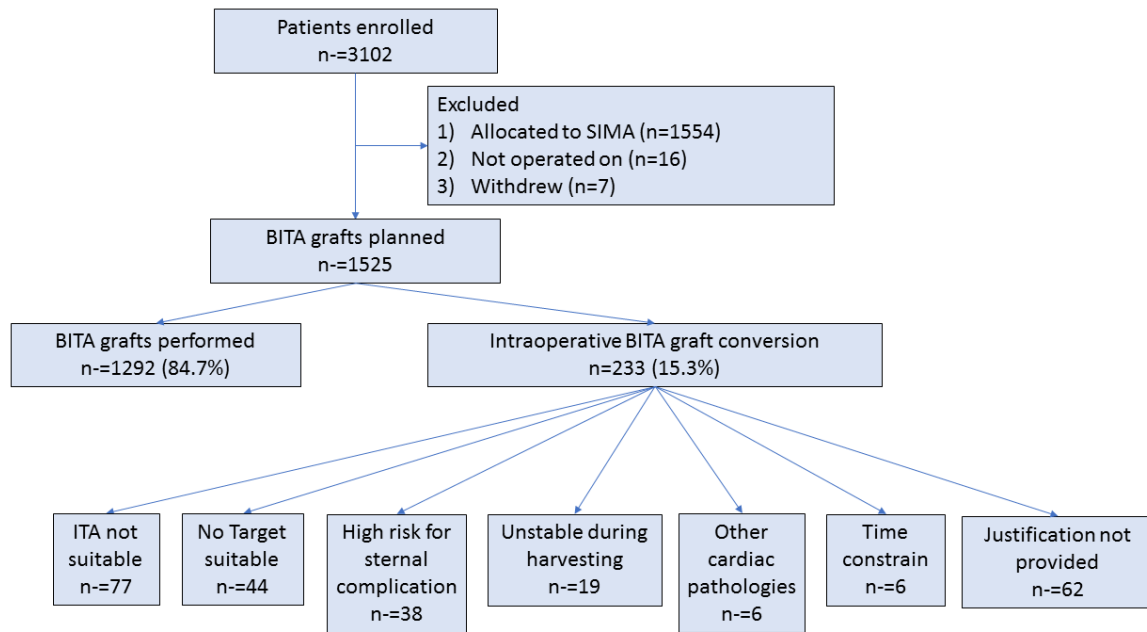 Patients enrolled
n-=3102
Excluded
1) Allocated to SIMA (n=1554)
2) Not operated on (n=16)
3) Withdrew (n=7)
BITA grafts planned
n-=1525
BITA grafts performed
n-=1292 (84.7%)
Intraoperative BITA graft conversion
n=233 (15.3%)
ITA not
suitable
n-=77
No Target
suitable
n-=44
High risk for
sternal
complication
n-=38
Unstable during
harvesting
n-=19
Other
cardiac
pathologies
n-=6
Time
constrain
n-=6
Justification not
provided
n-=62